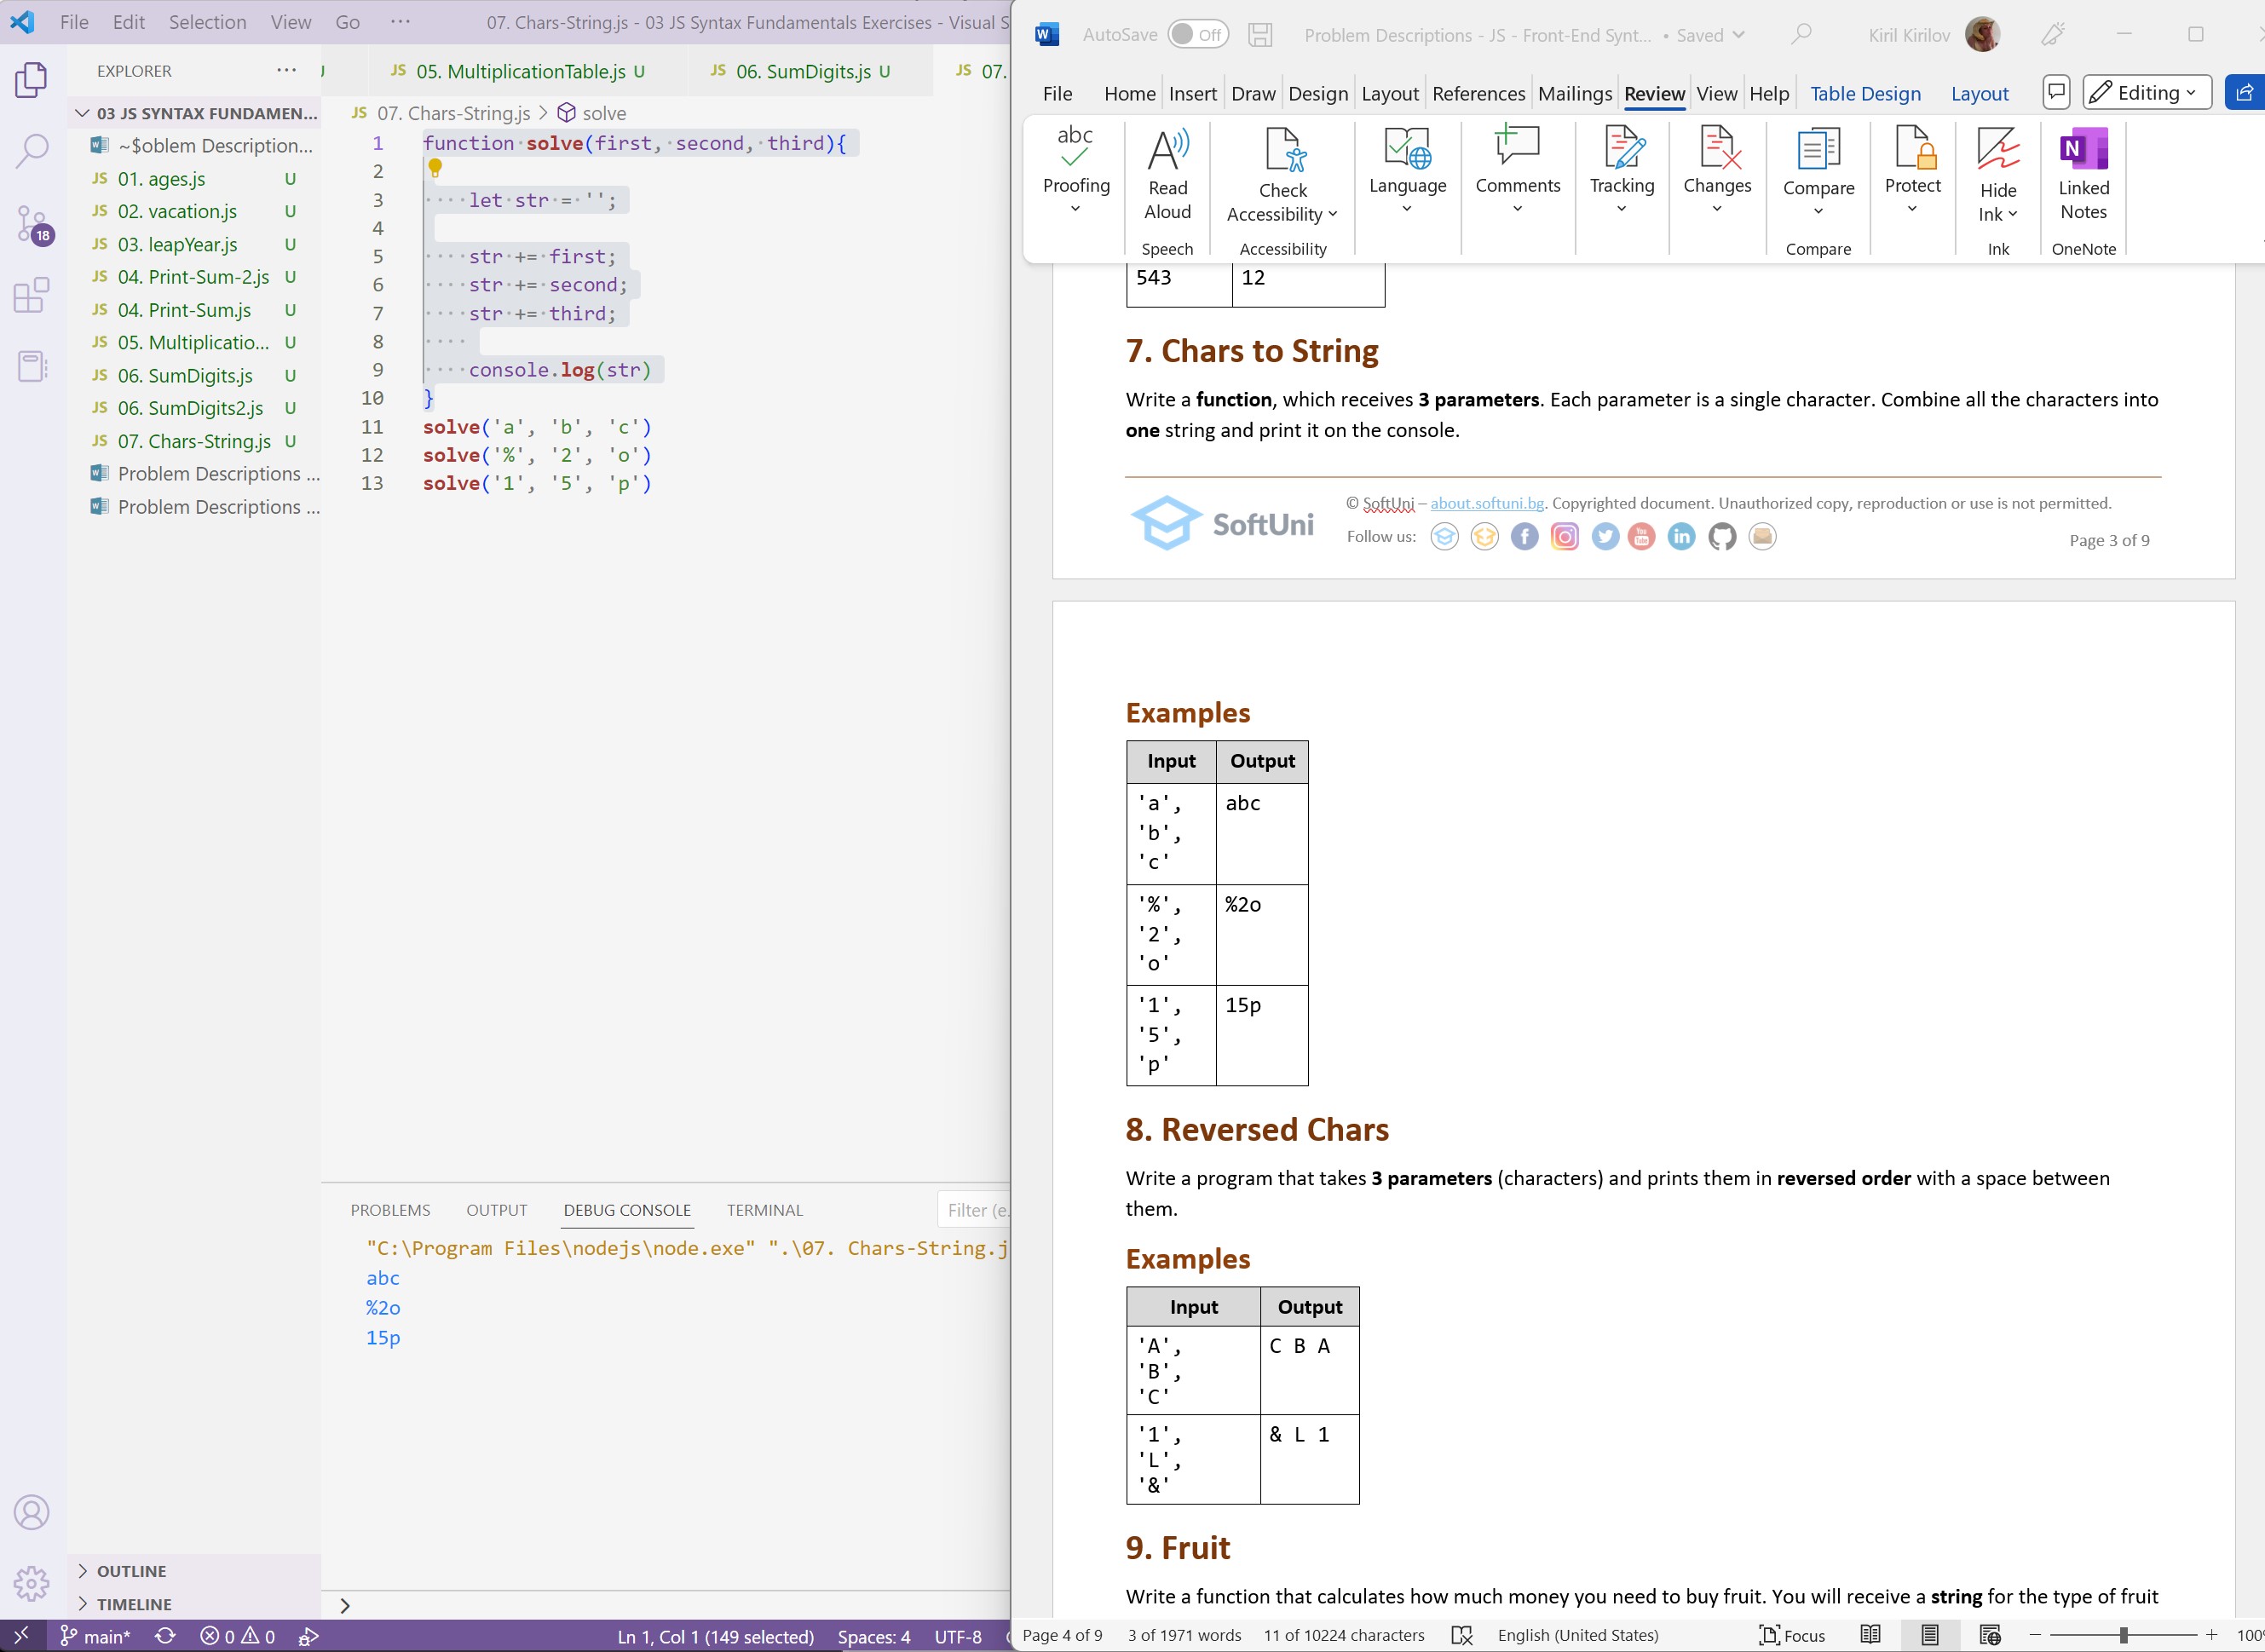 File Edit Selection View Go ··· 07. Chars-String.js - 03 JS Syntax Fundamentals Exercises - Visual S
EXPLORER ···
03 JS SYNTAX FUNDAMEN...
~$oblem Description...
01. ages.js U
02. vacation.js U
03. leapYear.js U
04. Print-Sum-2.js U
04. Print-Sum.js U
05. Multiplicatio... U
06. SumDigits.js U
06. SumDigits2.js U
07. Chars-String.js U
Problem Descriptions ...
Problem Descriptions ...
OUTLINE
TIMELINE
18
JS 05. MultiplicationTable.js U JS 06. SumDigits.js U JS 07.
JS 07. Chars-String.js > solve
1 function solve(first, second, third){
2
3 let str = '';
4
5 str += first;
6 str += second;
7 str += third;
8
9 console.log(str)
10 }
11 solve('a', 'b', 'c')
12 solve('%', '2', 'o')
13 solve('1', '5', 'p')
PROBLEMS OUTPUT DEBUG CONSOLE TERMINAL Filter (e.
"C:\Program Files\nodejs\node.exe" ".\07. Chars-String.j
abc
%2o
15p
main* 0 0 Ln 1, Col 1 (149 selected) Spaces: 4 UTF-8
AutoSave Off Problem Descriptions - JS - Front-End Synt... • Saved Kiril Kirilov
File Home Insert Draw Design Layout References Mailings Review View Help Table Design Layout Editing
abc
Proofing
Read Aloud
Speech
Check Accessibility
Accessibility
Language
Comments
Tracking
Changes
Compare
Compare
Protect
Hide Ink
Ink
N
Linked Notes
OneNote
543 12
7. Chars to String
Write a function, which receives 3 parameters. Each parameter is a single character. Combine all the characters into
one string and print it on the console.
© SoftUni – about.softuni.bg. Copyrighted document. Unauthorized copy, reproduction or use is not permitted.
SoftUni
Follow us:
Page 3 of 9
Examples
Input Output
'a', abc
'b',
'c'
'%', %2o
'2',
'o'
'1', 15p
'5',
'p'
8. Reversed Chars
Write a program that takes 3 parameters (characters) and prints them in reversed order with a space between
them.
Examples
Input Output
'A', C B A
'B',
'C'
'1', & L 1
'L',
'&'
9. Fruit
Write a function that calculates how much money you need to buy fruit. You will receive a string for the type of fruit
Page 4 of 9 3 of 1971 words 11 of 10224 characters English (United States) Focus 100